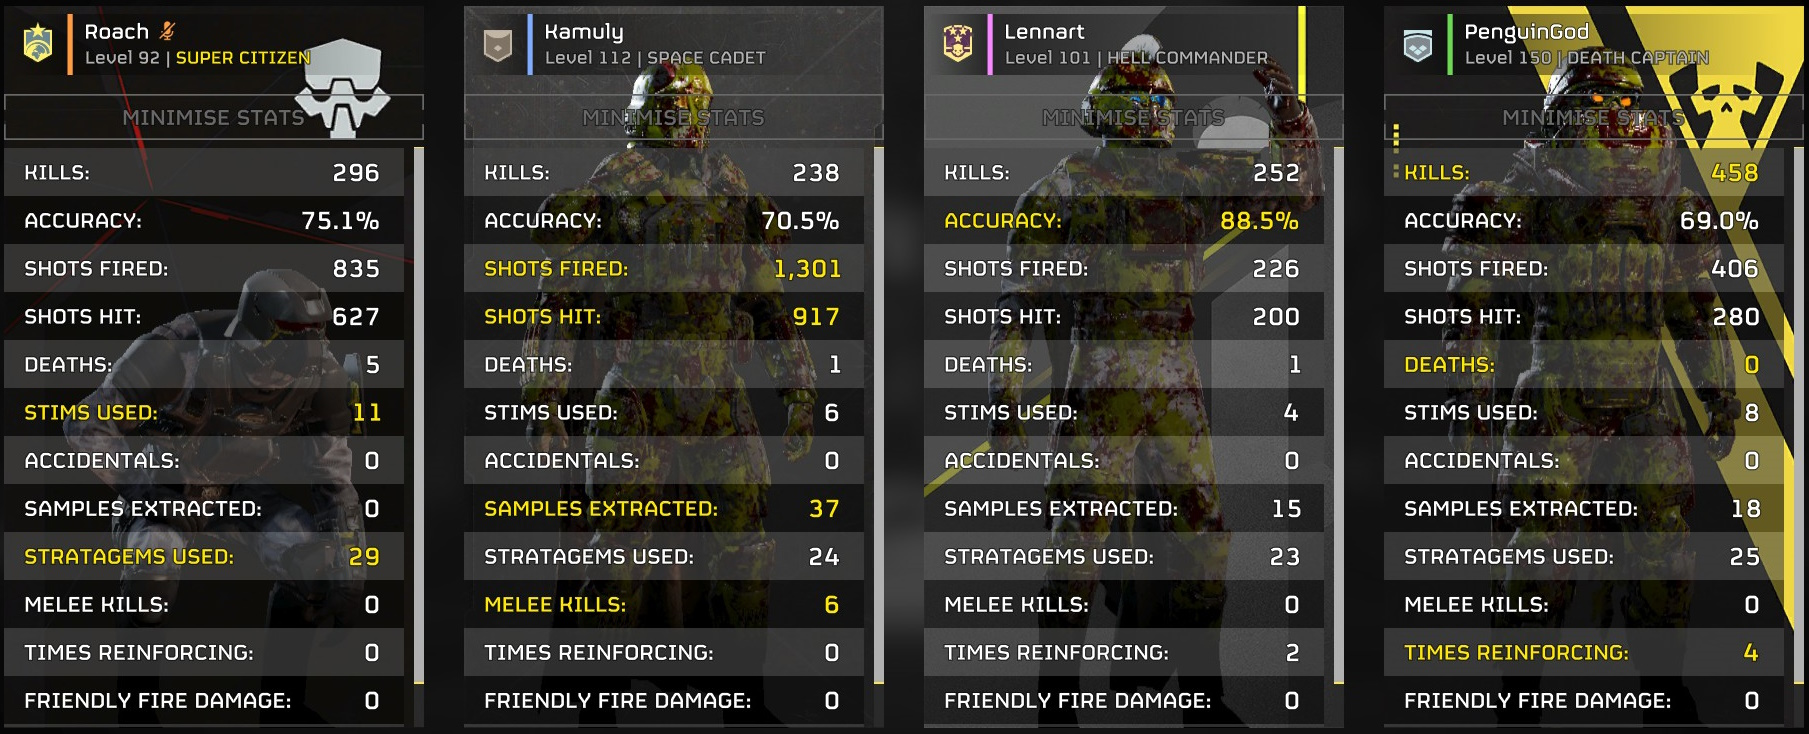 Roach
Level 92 | SUPER CITIZEN
MINIMISE STATS
KILLS: 296
ACCURACY: 75.1%
SHOTS FIRED: 835
SHOTS HIT: 627
DEATHS: 5
STIMS USED: 11
ACCIDENTALS: 0
SAMPLES EXTRACTED: 0
STRATAGEMS USED: 29
MELEE KILLS: 0
TIMES REINFORCING: 0
FRIENDLY FIRE DAMAGE: 0
Kamuly
Level 112 | SPACE CADET
MINIMISE STATS
KILLS: 238
ACCURACY: 70.5%
SHOTS FIRED: 1,301
SHOTS HIT: 917
DEATHS: 1
STIMS USED: 6
ACCIDENTALS: 0
SAMPLES EXTRACTED: 37
STRATAGEMS USED: 24
MELEE KILLS: 6
TIMES REINFORCING: 0
FRIENDLY FIRE DAMAGE: 0
Lennart
Level 101 | HELL COMMANDER
MINIMISE STATS
KILLS: 252
ACCURACY: 88.5%
SHOTS FIRED: 226
SHOTS HIT: 200
DEATHS: 1
STIMS USED: 4
ACCIDENTALS: 0
SAMPLES EXTRACTED: 15
STRATAGEMS USED: 23
MELEE KILLS: 0
TIMES REINFORCING: 2
FRIENDLY FIRE DAMAGE: 0
PenguinGod
Level 150 | DEATH CAPTAIN
MINIMISE STATS
KILLS: 458
ACCURACY: 69.0%
SHOTS FIRED: 406
SHOTS HIT: 280
DEATHS: 0
STIMS USED: 8
ACCIDENTALS: 0
SAMPLES EXTRACTED: 18
STRATAGEMS USED: 25
MELEE KILLS: 0
TIMES REINFORCING: 4
FRIENDLY FIRE DAMAGE: 0